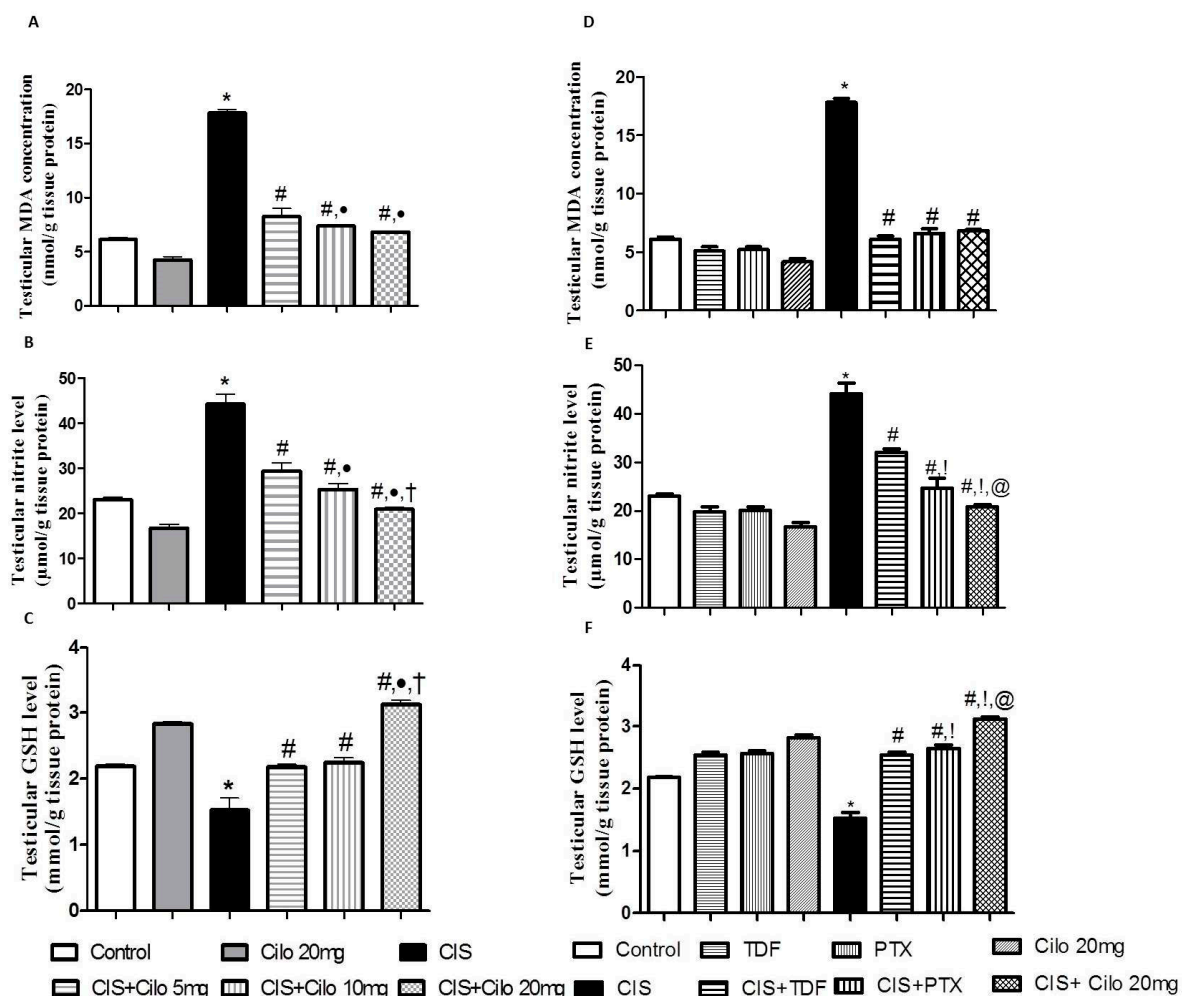 A
Testicular MDA concentration
(nmol/g tissue protein)
20
15
10
5
0
*
#
#,●
#,●
B
Testicular nitrite level
(µmol/g tissue protein)
50
40
30
20
10
0
*
#
#,●
#,●,†
C
Testicular GSH level
(mmol/g tissue protein)
4
3
2
1
0
*
#
#
#,●,†
Control
Cilo 20mg
CIS
CIS+Cilo 5mg
CIS+Cilo 10mg
CIS+Cilo 20mg
D
Testicular MDA concentration
(nmol/g tissue protein)
20
15
10
5
0
*
#
#
#
E
Testicular nitrite level
(µmol/g tissue protein)
50
40
30
20
10
0
*
#
#,!
#,!,@
F
Testicular GSH level
(mmol/g tissue protein)
4
3
2
1
0
*
#
#,!
#,!,@
Control
TDF
PTX
Cilo 20mg
CIS
CIS+TDF
CIS+PTX
CIS+ Cilo 20mg